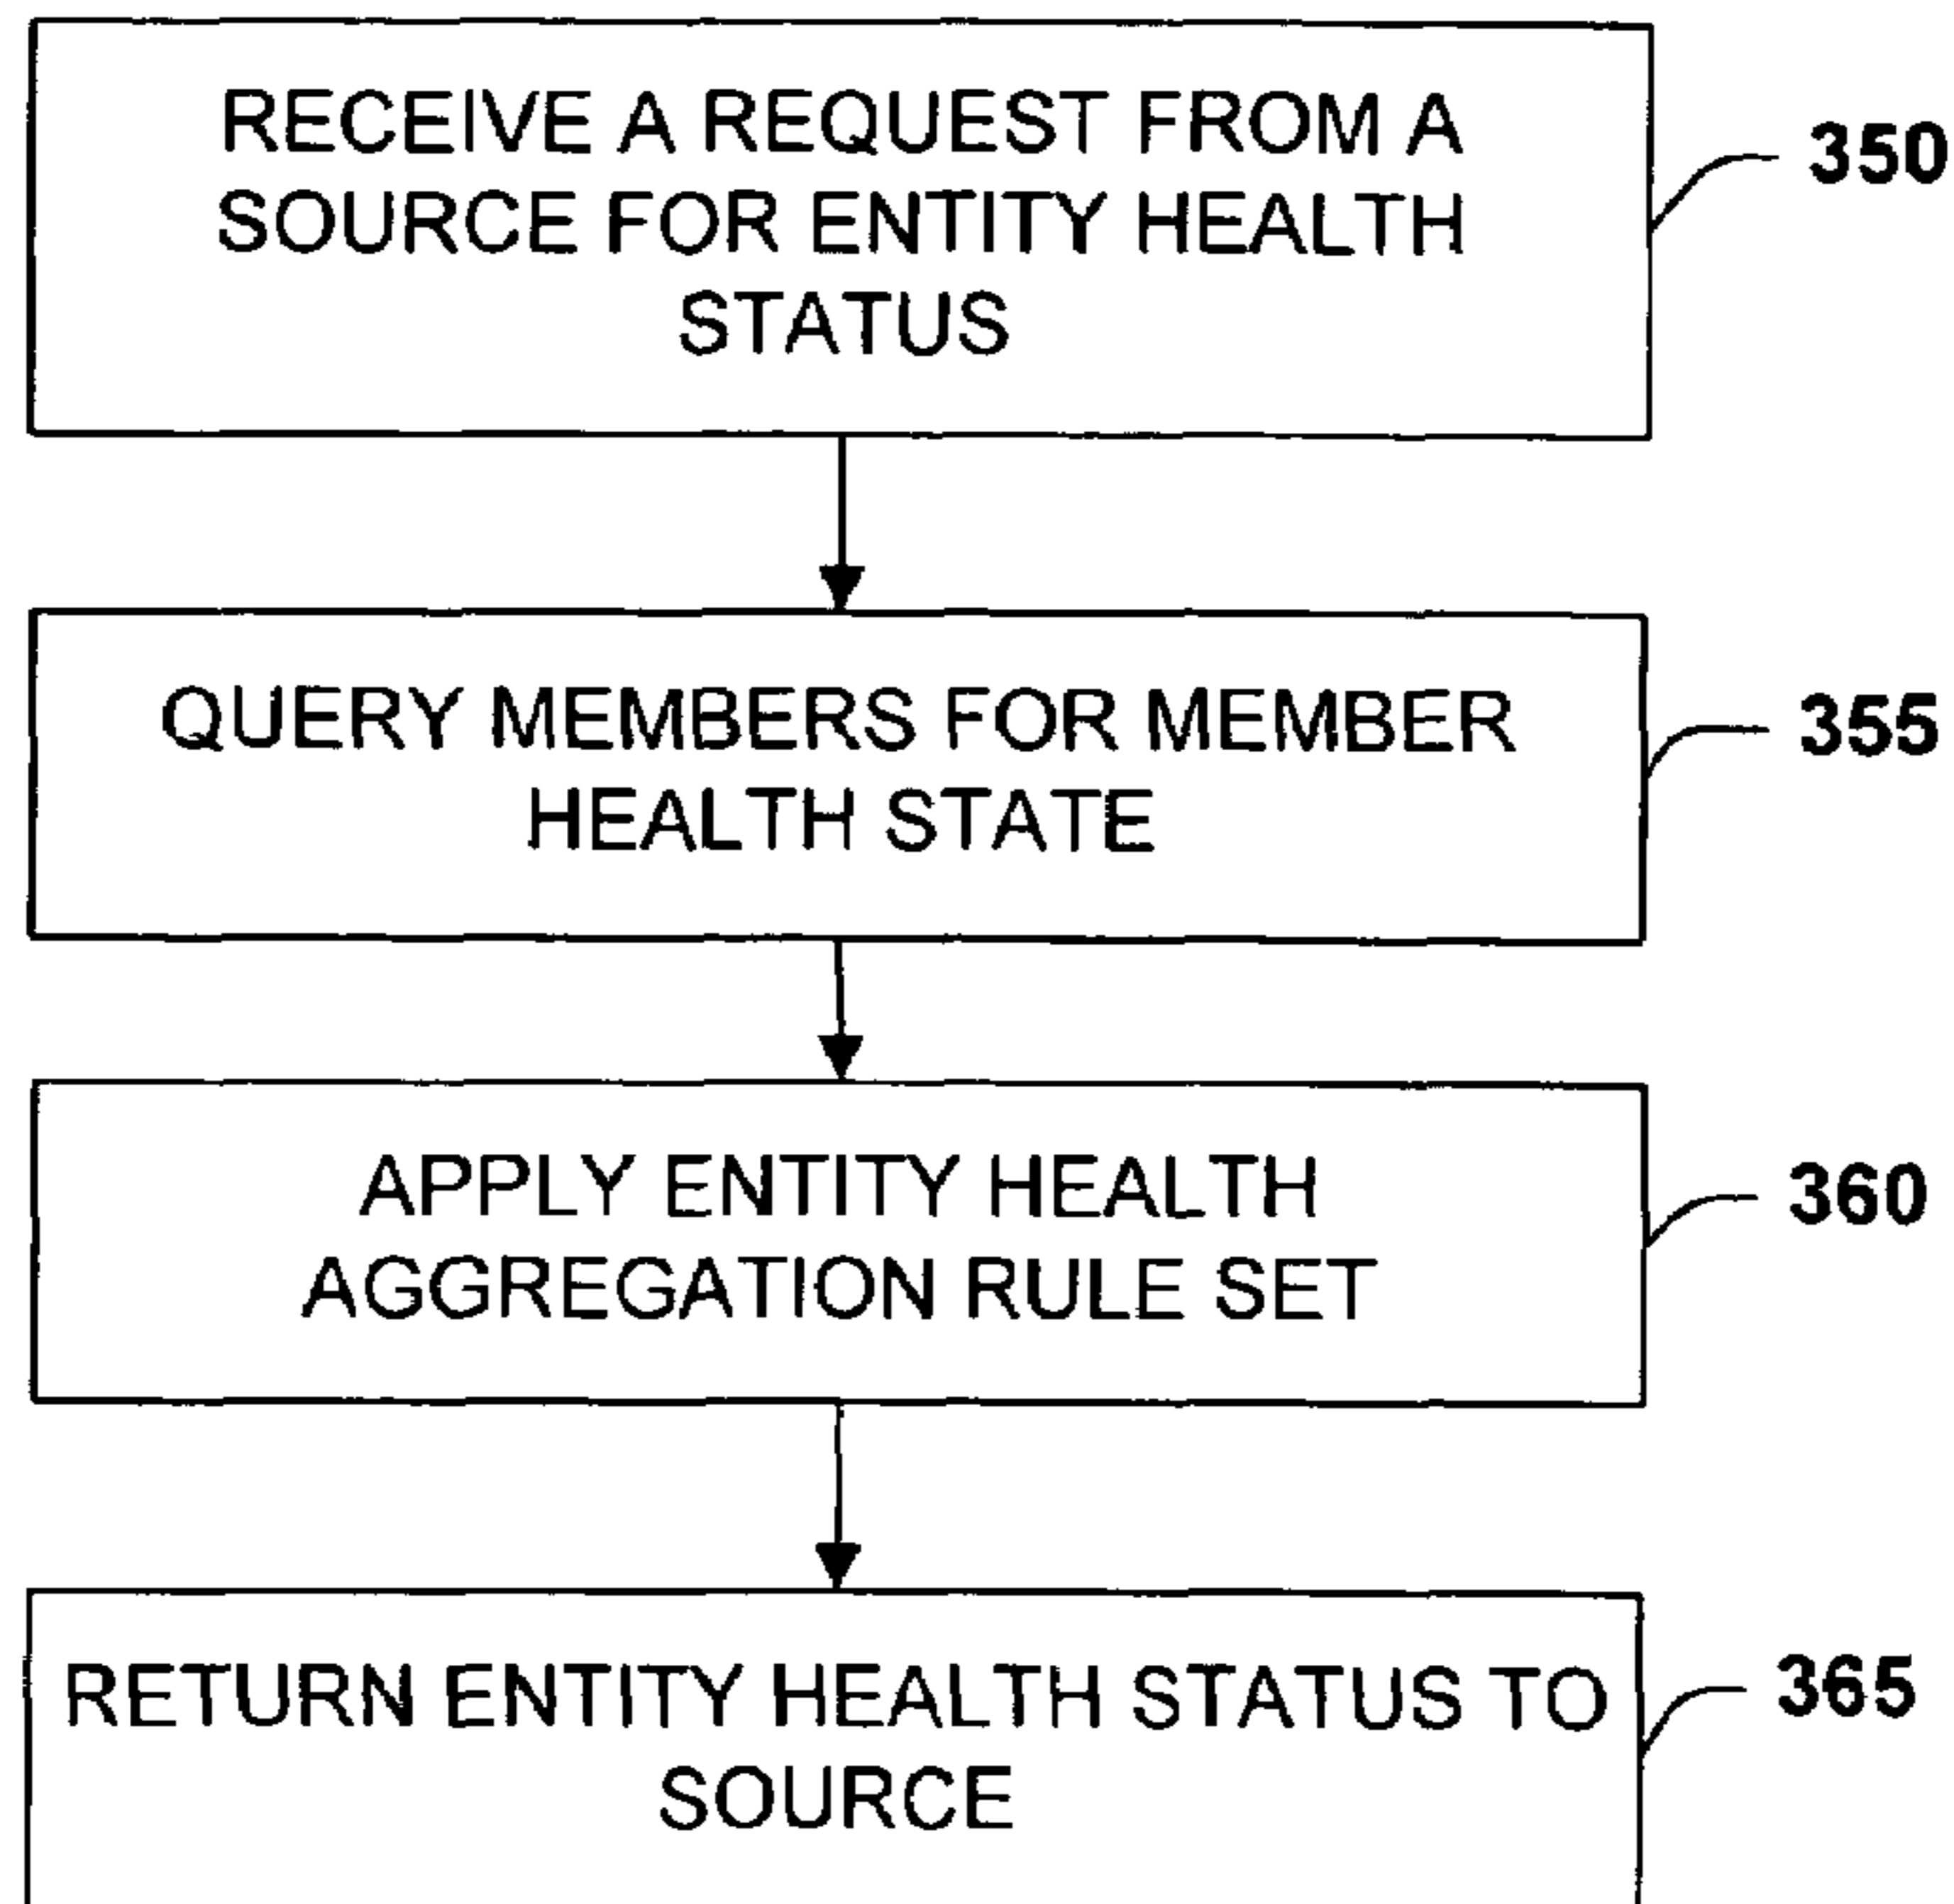 RECEIVE A REQUEST FROM A
SOURCE FOR ENTITY HEALTH
STATUS
350
QUERY MEMBERS FOR MEMBER
HEALTH STATE
355
APPLY ENTITY HEALTH
AGGREGATION RULE SET
360
RETURN ENTITY HEALTH STATUS TO
SOURCE
365